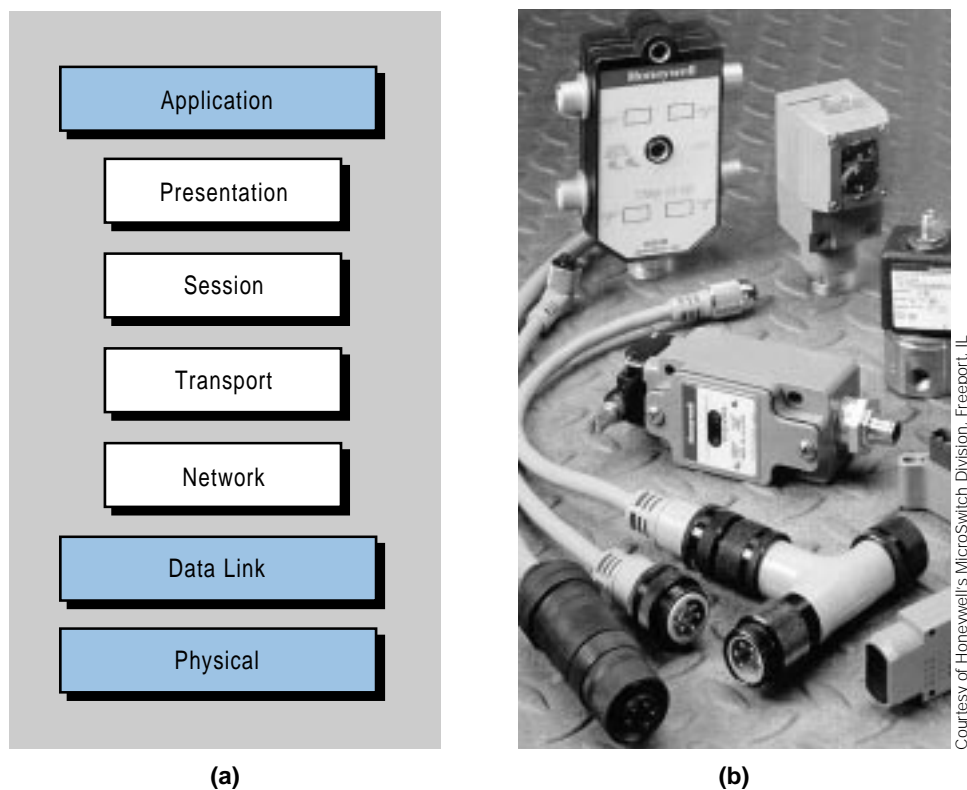 Application
Presentation
Session
Transport
Network
Data Link
Physical
(a)
Honeywell
Courtesy of Honeywell's MicroSwitch Division, Freeport, IL
(b)